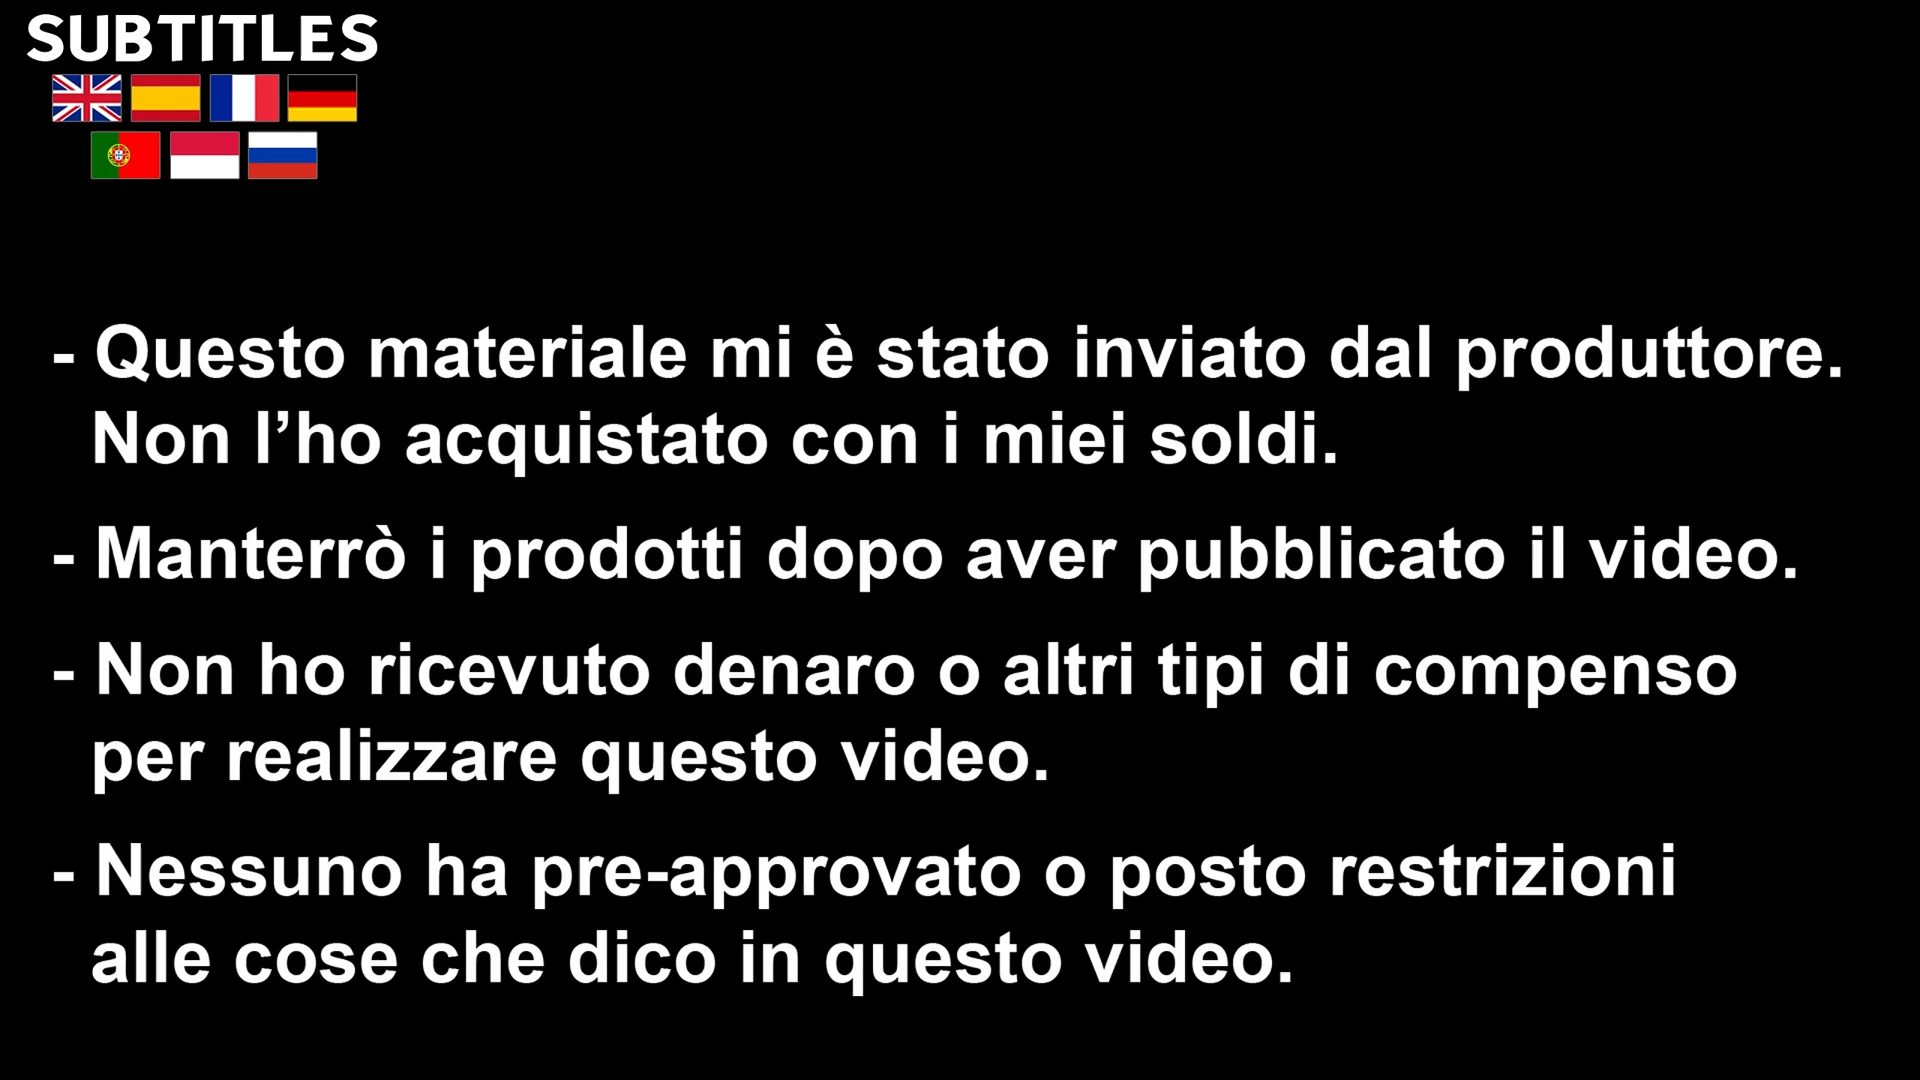 SUBTITLES
- Questo materiale mi è stato inviato dal produttore.
Non l’ho acquistato con i miei soldi.
- Manterrò i prodotti dopo aver pubblicato il video.
- Non ho ricevuto denaro o altri tipi di compenso
per realizzare questo video.
- Nessuno ha pre-approvato o posto restrizioni
alle cose che dico in questo video.